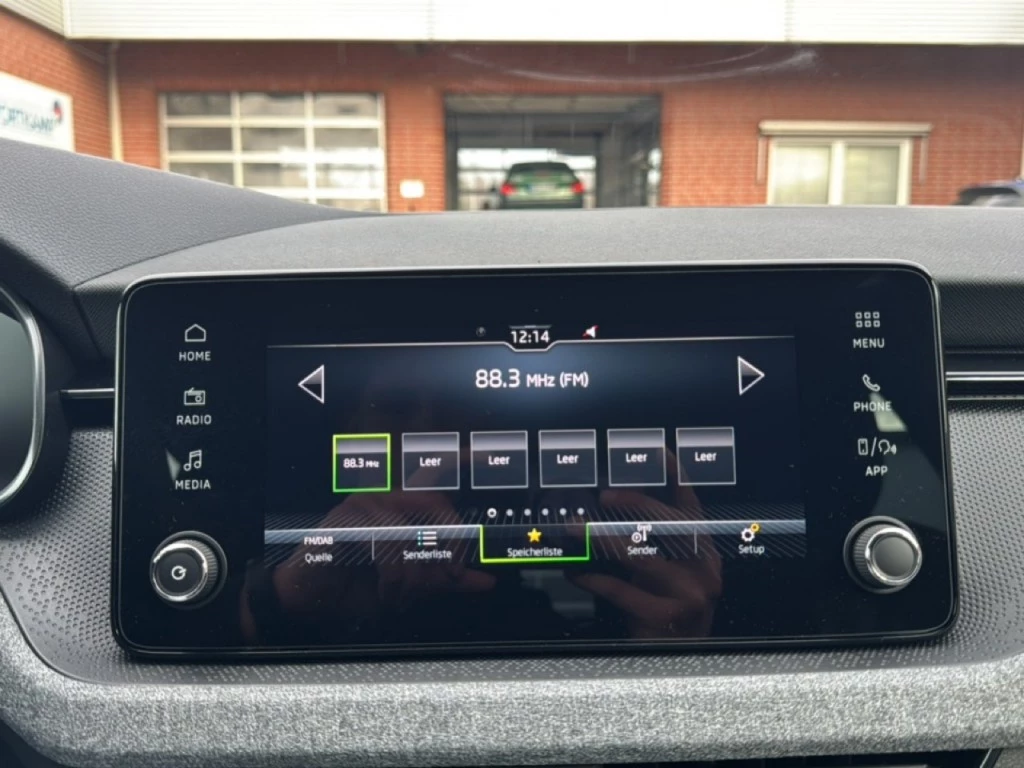 12:14
HOME
MENU
88.3 MHz (FM)
RADIO
PHONE
88.3 MHz
Leer
Leer
Leer
Leer
Leer
MEDIA
APP
FM/DAB
Quelle
Senderliste
Speicherliste
Sender
Setup